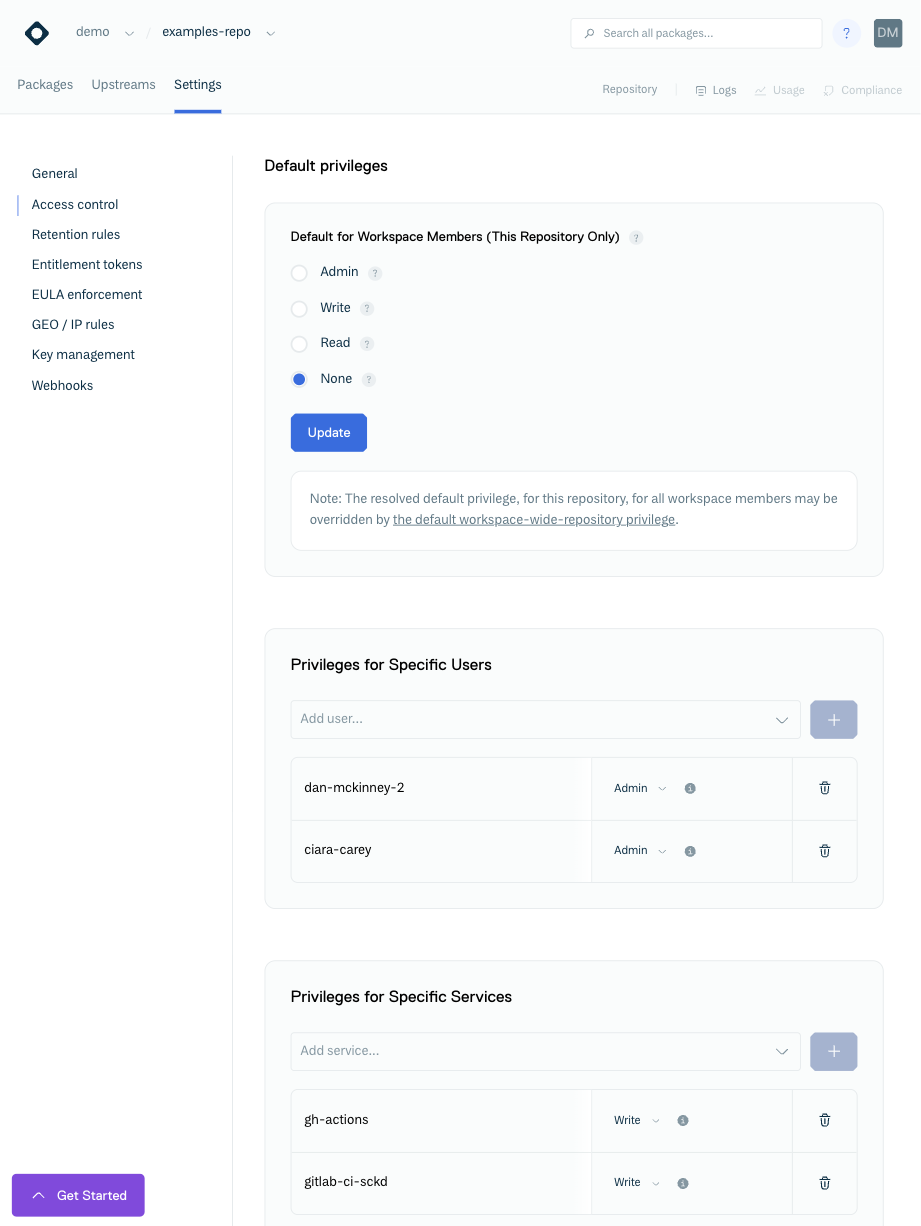 demo / examples-repo
Search all packages...
?
DM
Packages
Upstreams
Settings
Repository
Logs
Usage
Compliance
General
Access control
Retention rules
Entitlement tokens
EULA enforcement
GEO / IP rules
Key management
Webhooks
Default privileges
Default for Workspace Members (This Repository Only) ?
Admin ?
Write ?
Read ?
None ?
Update
Note: The resolved default privilege, for this repository, for all workspace members may be
overridden by the default workspace-wide-repository privilege.
Privileges for Specific Users
Add user...
+
dan-mckinney-2
Admin
i
ciara-carey
Admin
i
Privileges for Specific Services
Add service...
+
gh-actions
Write
i
gitlab-ci-sckd
Write
i
Get Started